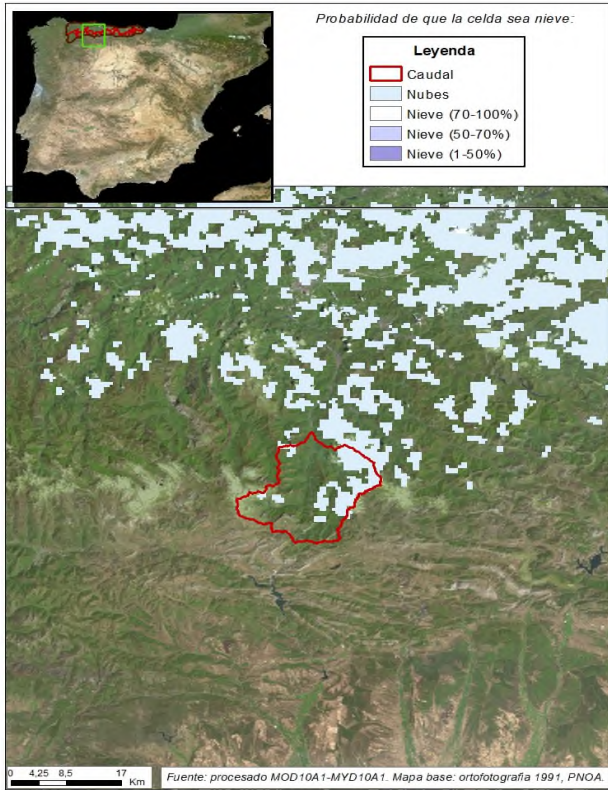 Probabilidad de que la celda sea nieve:
Leyenda
Caudal
Nubes
Nieve (70-100%)
Nieve (50-70%)
Nieve (1-50%)
0 4,25 8,5 17
Km
Fuente: procesado MOD10A1-MYD10A1. Mapa base: ortofotografia 1991, PNOA.